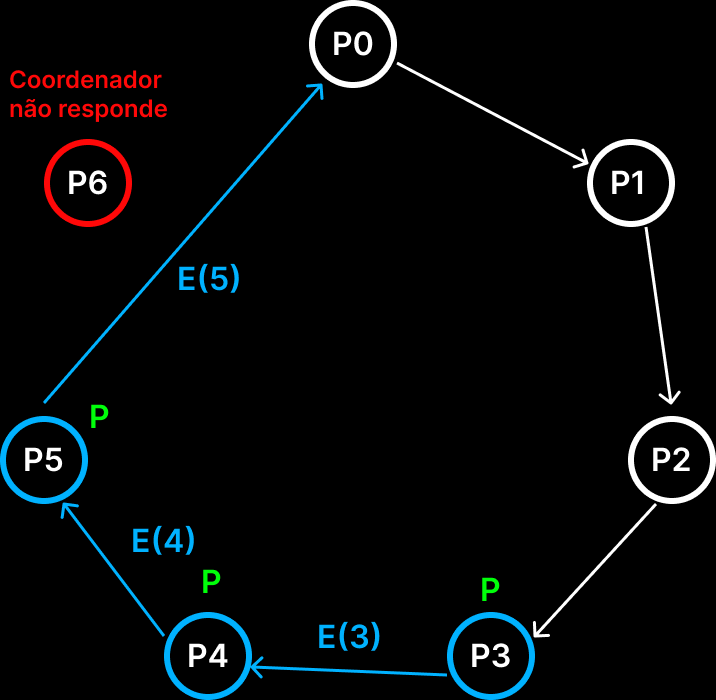 P0
Coordenador
não responde
P6
P1
E(5)
P
P5
P2
E(4)
P
P
E(3)
P4
P3